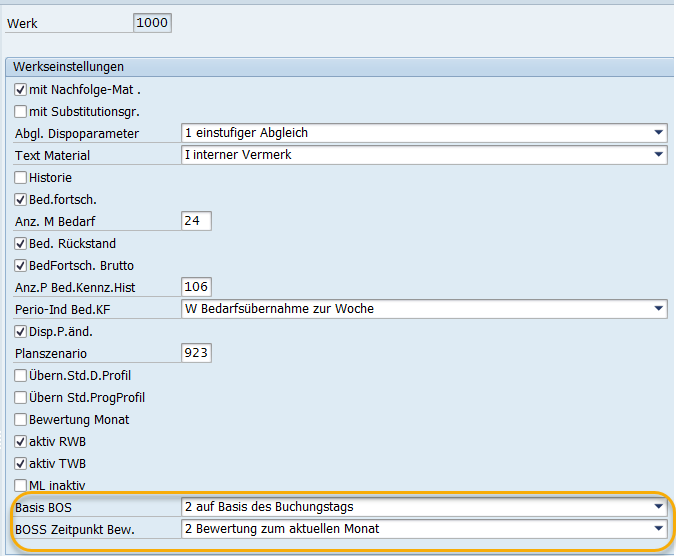 Werk 1000
Werkseinstellungen
mit Nachfolge-Mat .
mit Substitutionsgr.
Abgl. Dispoparameter 1 einstufiger Abgleich
Text Material I interner Vermerk
Historie
Bed.fortsch.
Anz. M Bedarf 24
Bed. Rückstand
BedFortsch. Brutto
Anz.P Bed.Kennz.Hist 106
Perio-Ind Bed.KF W Bedarfsübernahme zur Woche
Disp.P.änd.
Planszenario 923
Übern.Std.D.Profil
Übern Std.ProgProfil
Bewertung Monat
aktiv RWB
aktiv TWB
ML inaktiv
Basis BOS 2 auf Basis des Buchungstags
BOSS Zeitpunkt Bew. 2 Bewertung zum aktuellen Monat